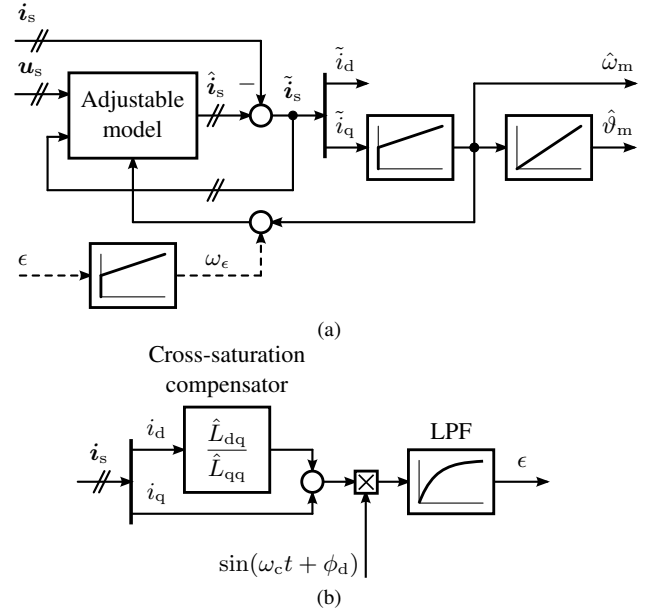 i_s
u_s
Adjustable
model
î_s
−
ĩ_s
ĩ_d
ĩ_q
ω̂_m
ϑ̂_m
ϵ
ω_ϵ
(a)
Cross-saturation
compensator
i_s
i_d
i_q
L̂_dq
L̂_qq
LPF
ϵ
sin(ω_c t + ϕ_d)
(b)